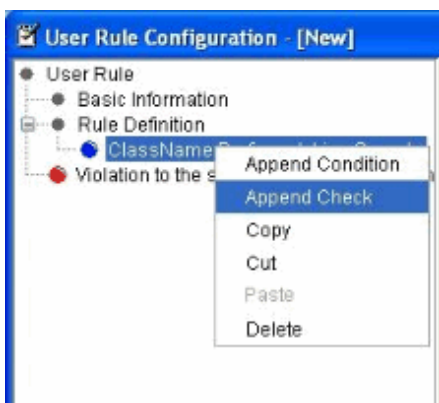 User Rule Configuration - [New]
User Rule
Basic Information
Rule Definition
ClassName
Violation to the s
Append Condition
Append Check
Copy
Cut
Paste
Delete